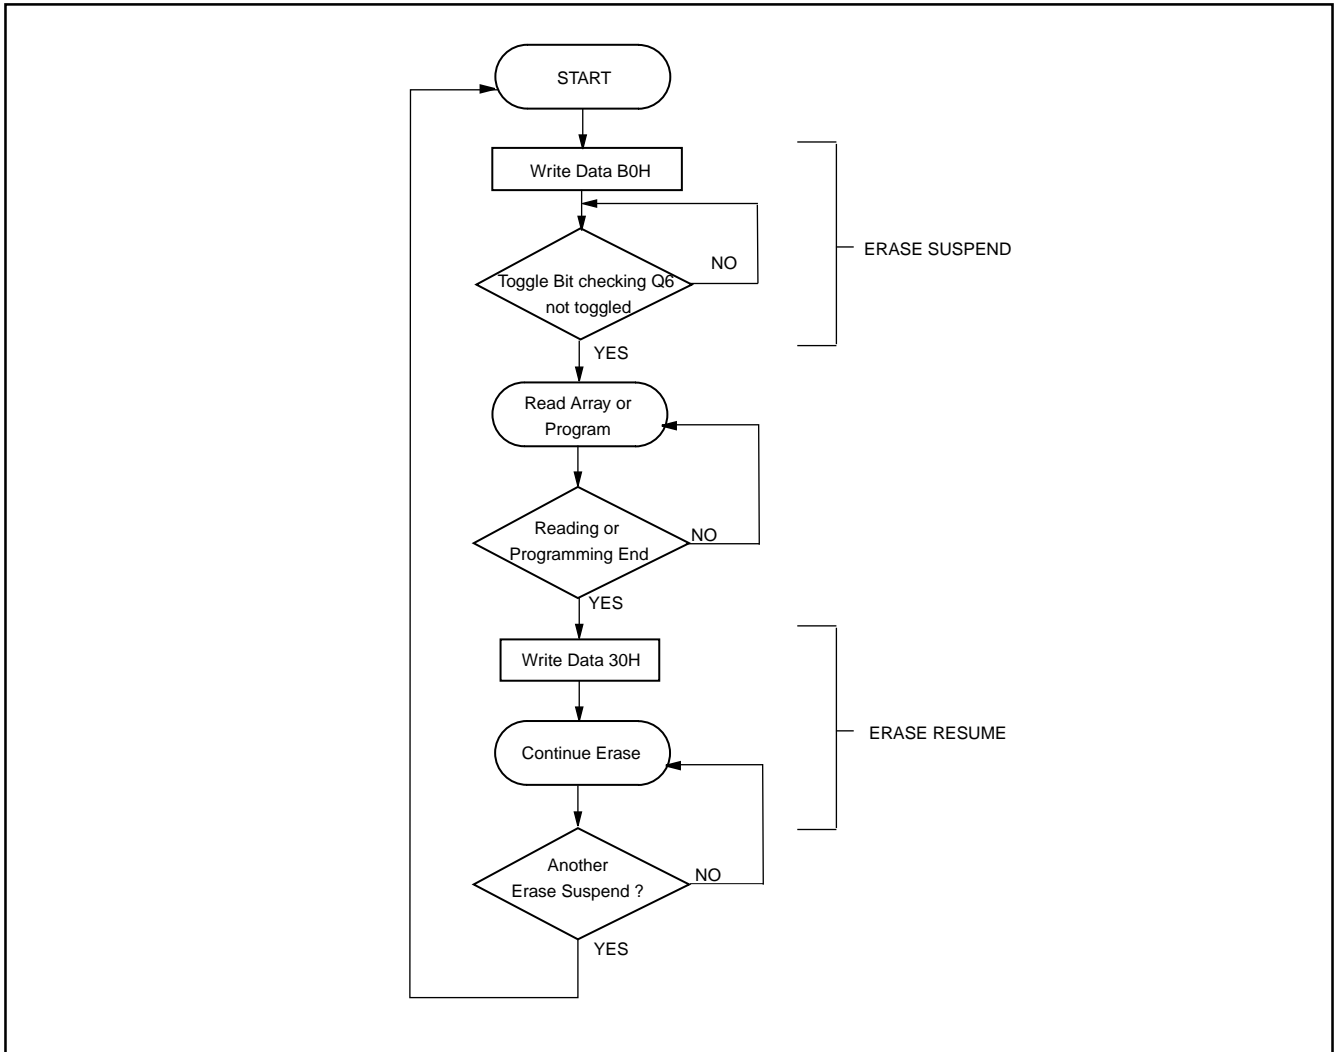 START
Write Data B0H
ERASE SUSPEND
NO
Toggle Bit checking Q6
not toggled
YES
Read Array or
Program
Reading or
NO
Programming End
YES
Write Data 30H
ERASE RESUME
Continue Erase
Another
NO
Erase Suspend ?
YES